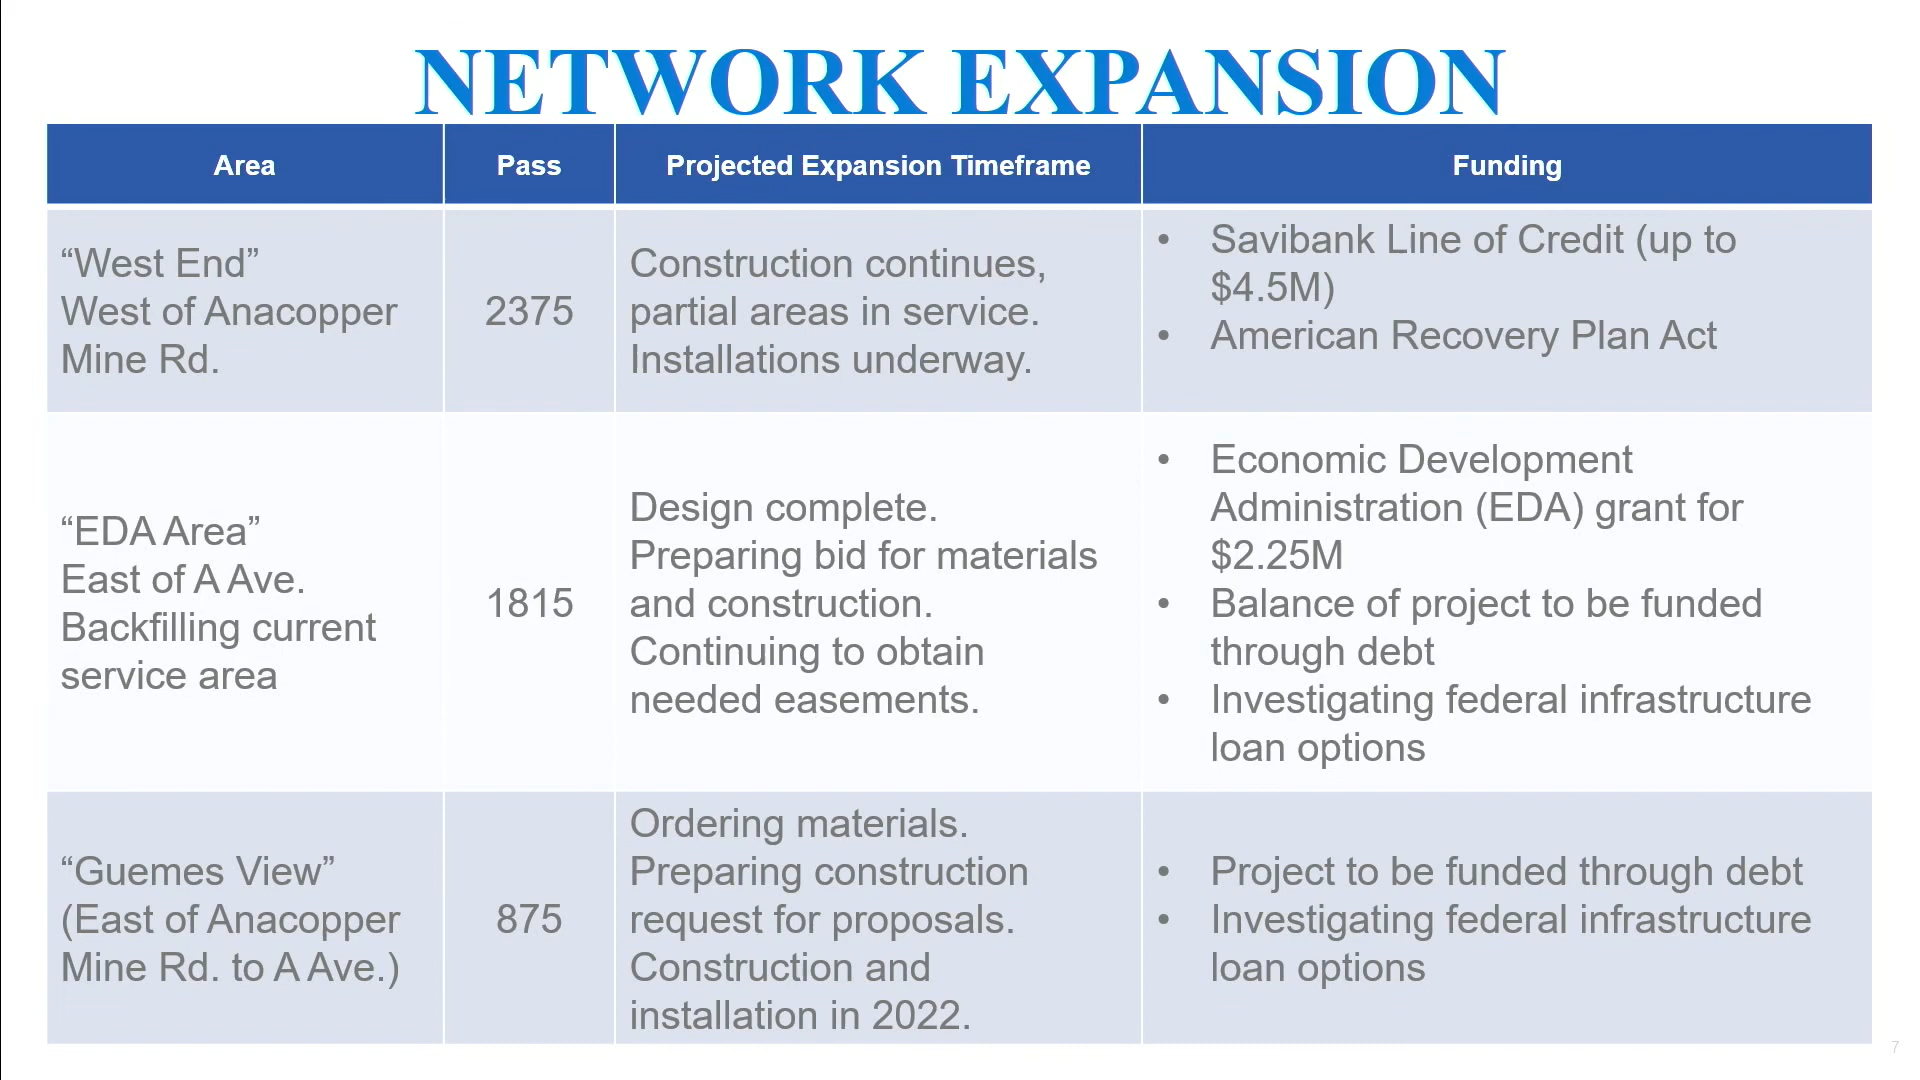 NETWORK EXPANSION
Area
Pass
Projected Expansion Timeframe
Funding
“West End”
West of Anacopper
Mine Rd.
2375
Construction continues,
partial areas in service.
Installations underway.
• Savibank Line of Credit (up to
$4.5M)
• American Recovery Plan Act
“EDA Area”
East of A Ave.
Backfilling current
service area
1815
Design complete.
Preparing bid for materials
and construction.
Continuing to obtain
needed easements.
• Economic Development
Administration (EDA) grant for
$2.25M
• Balance of project to be funded
through debt
• Investigating federal infrastructure
loan options
“Guemes View”
(East of Anacopper
Mine Rd. to A Ave.)
875
Ordering materials.
Preparing construction
request for proposals.
Construction and
installation in 2022.
• Project to be funded through debt
• Investigating federal infrastructure
loan options
7